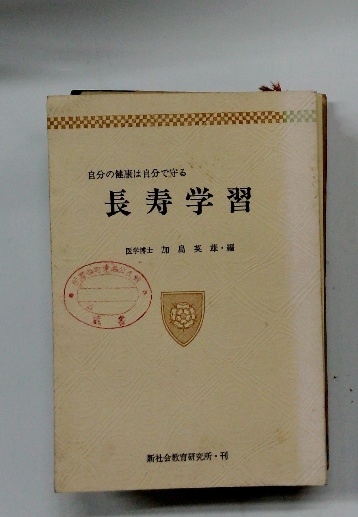 自分の健康は自分で守る
長寿学習
医学博士 加島英雄・編
新社会教育研究所・刊